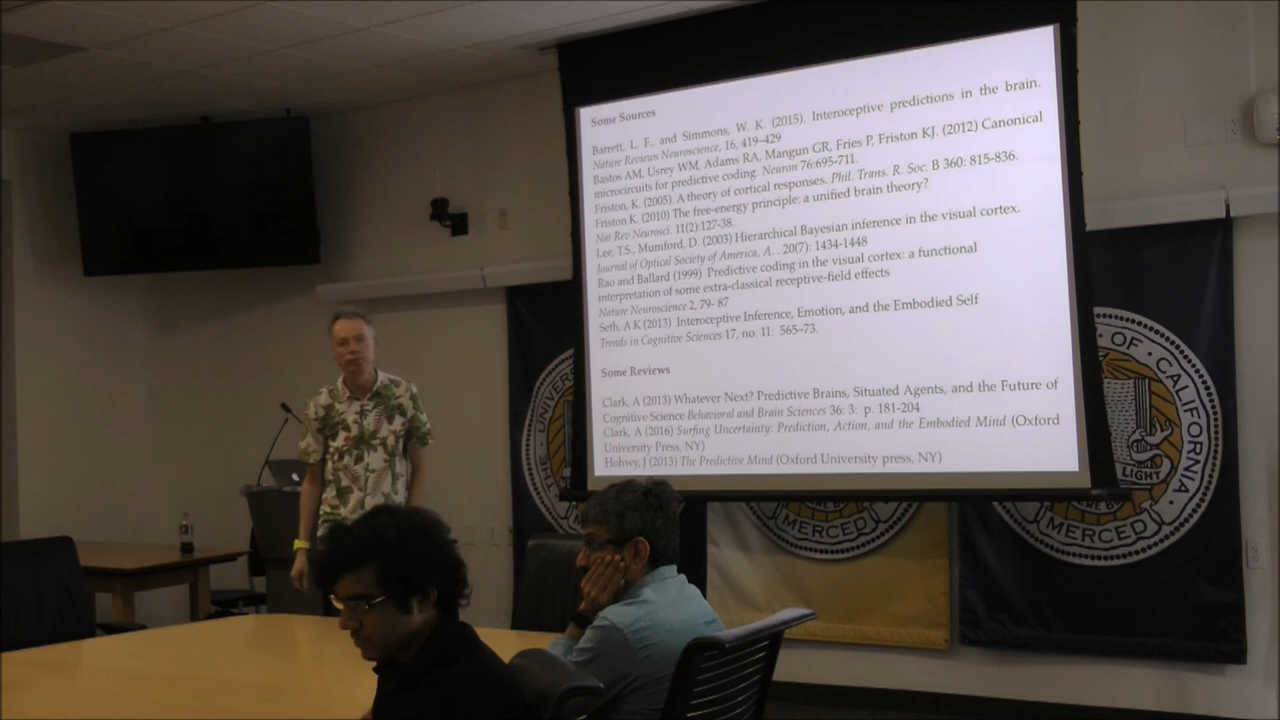 Some Sources
Barrett, L. F., and Simmons, W. K. (2015). Interoceptive predictions in the brain.
Nature Reviews Neuroscience, 16, 419–429
Bastos AM, Usrey WM, Adams RA, Mangun GR, Fries P, Friston KJ. (2012) Canonical
microcircuits for predictive coding. Neuron 76:695-711.
Friston, K. (2005). A theory of cortical responses. Phil. Trans. R. Soc. B 360: 815-836.
Friston K. (2010) The free-energy principle: a unified brain theory?
Nat Rev Neurosci. 11(2):127-38.
Lee, T.S., Mumford, D. (2003) Hierarchical Bayesian inference in the visual cortex.
Journal of Optical Society of America, A. . 20(7): 1434-1448
Rao and Ballard (1999) Predictive coding in the visual cortex: a functional
interpretation of some extra-classical receptive-field effects
Nature Neuroscience 2, 79- 87
Seth, A K (2013) Interoceptive Inference, Emotion, and the Embodied Self
Trends in Cognitive Sciences 17, no. 11: 565–73.
Some Reviews
Clark, A (2013) Whatever Next? Predictive Brains, Situated Agents, and the Future of
Cognitive Science Behavioral and Brain Sciences 36: 3: p. 181-204
Clark, A (2016) Surfing Uncertainty: Prediction, Action, and the Embodied Mind (Oxford
University Press, NY)
Hohwy, J (2013) The Predictive Mind (Oxford University press, NY)
THE · UNIVER
MERCED
OF · CALIFORNIA
LIGHT
MERCED